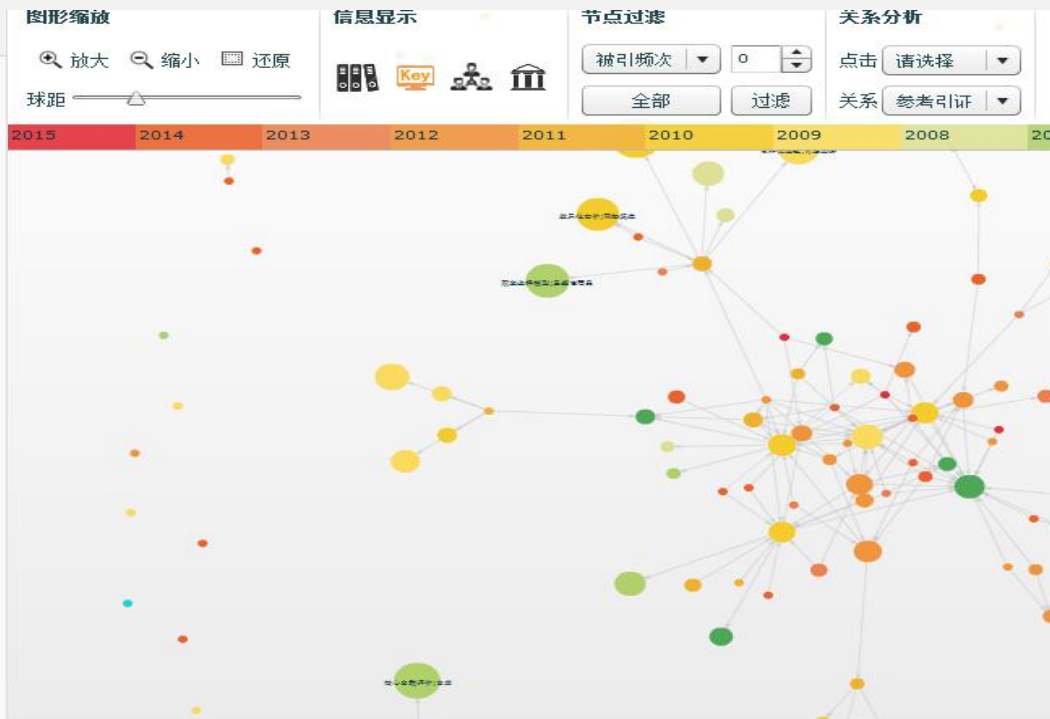 图形缩放
信息显示
节点过滤
关系分析
放大 缩小 还原
Key
被引频次 0
点击 请选择
球距
全部 过滤
关系 参考引证
2015 2014 2013 2012 2011 2010 2009 2008